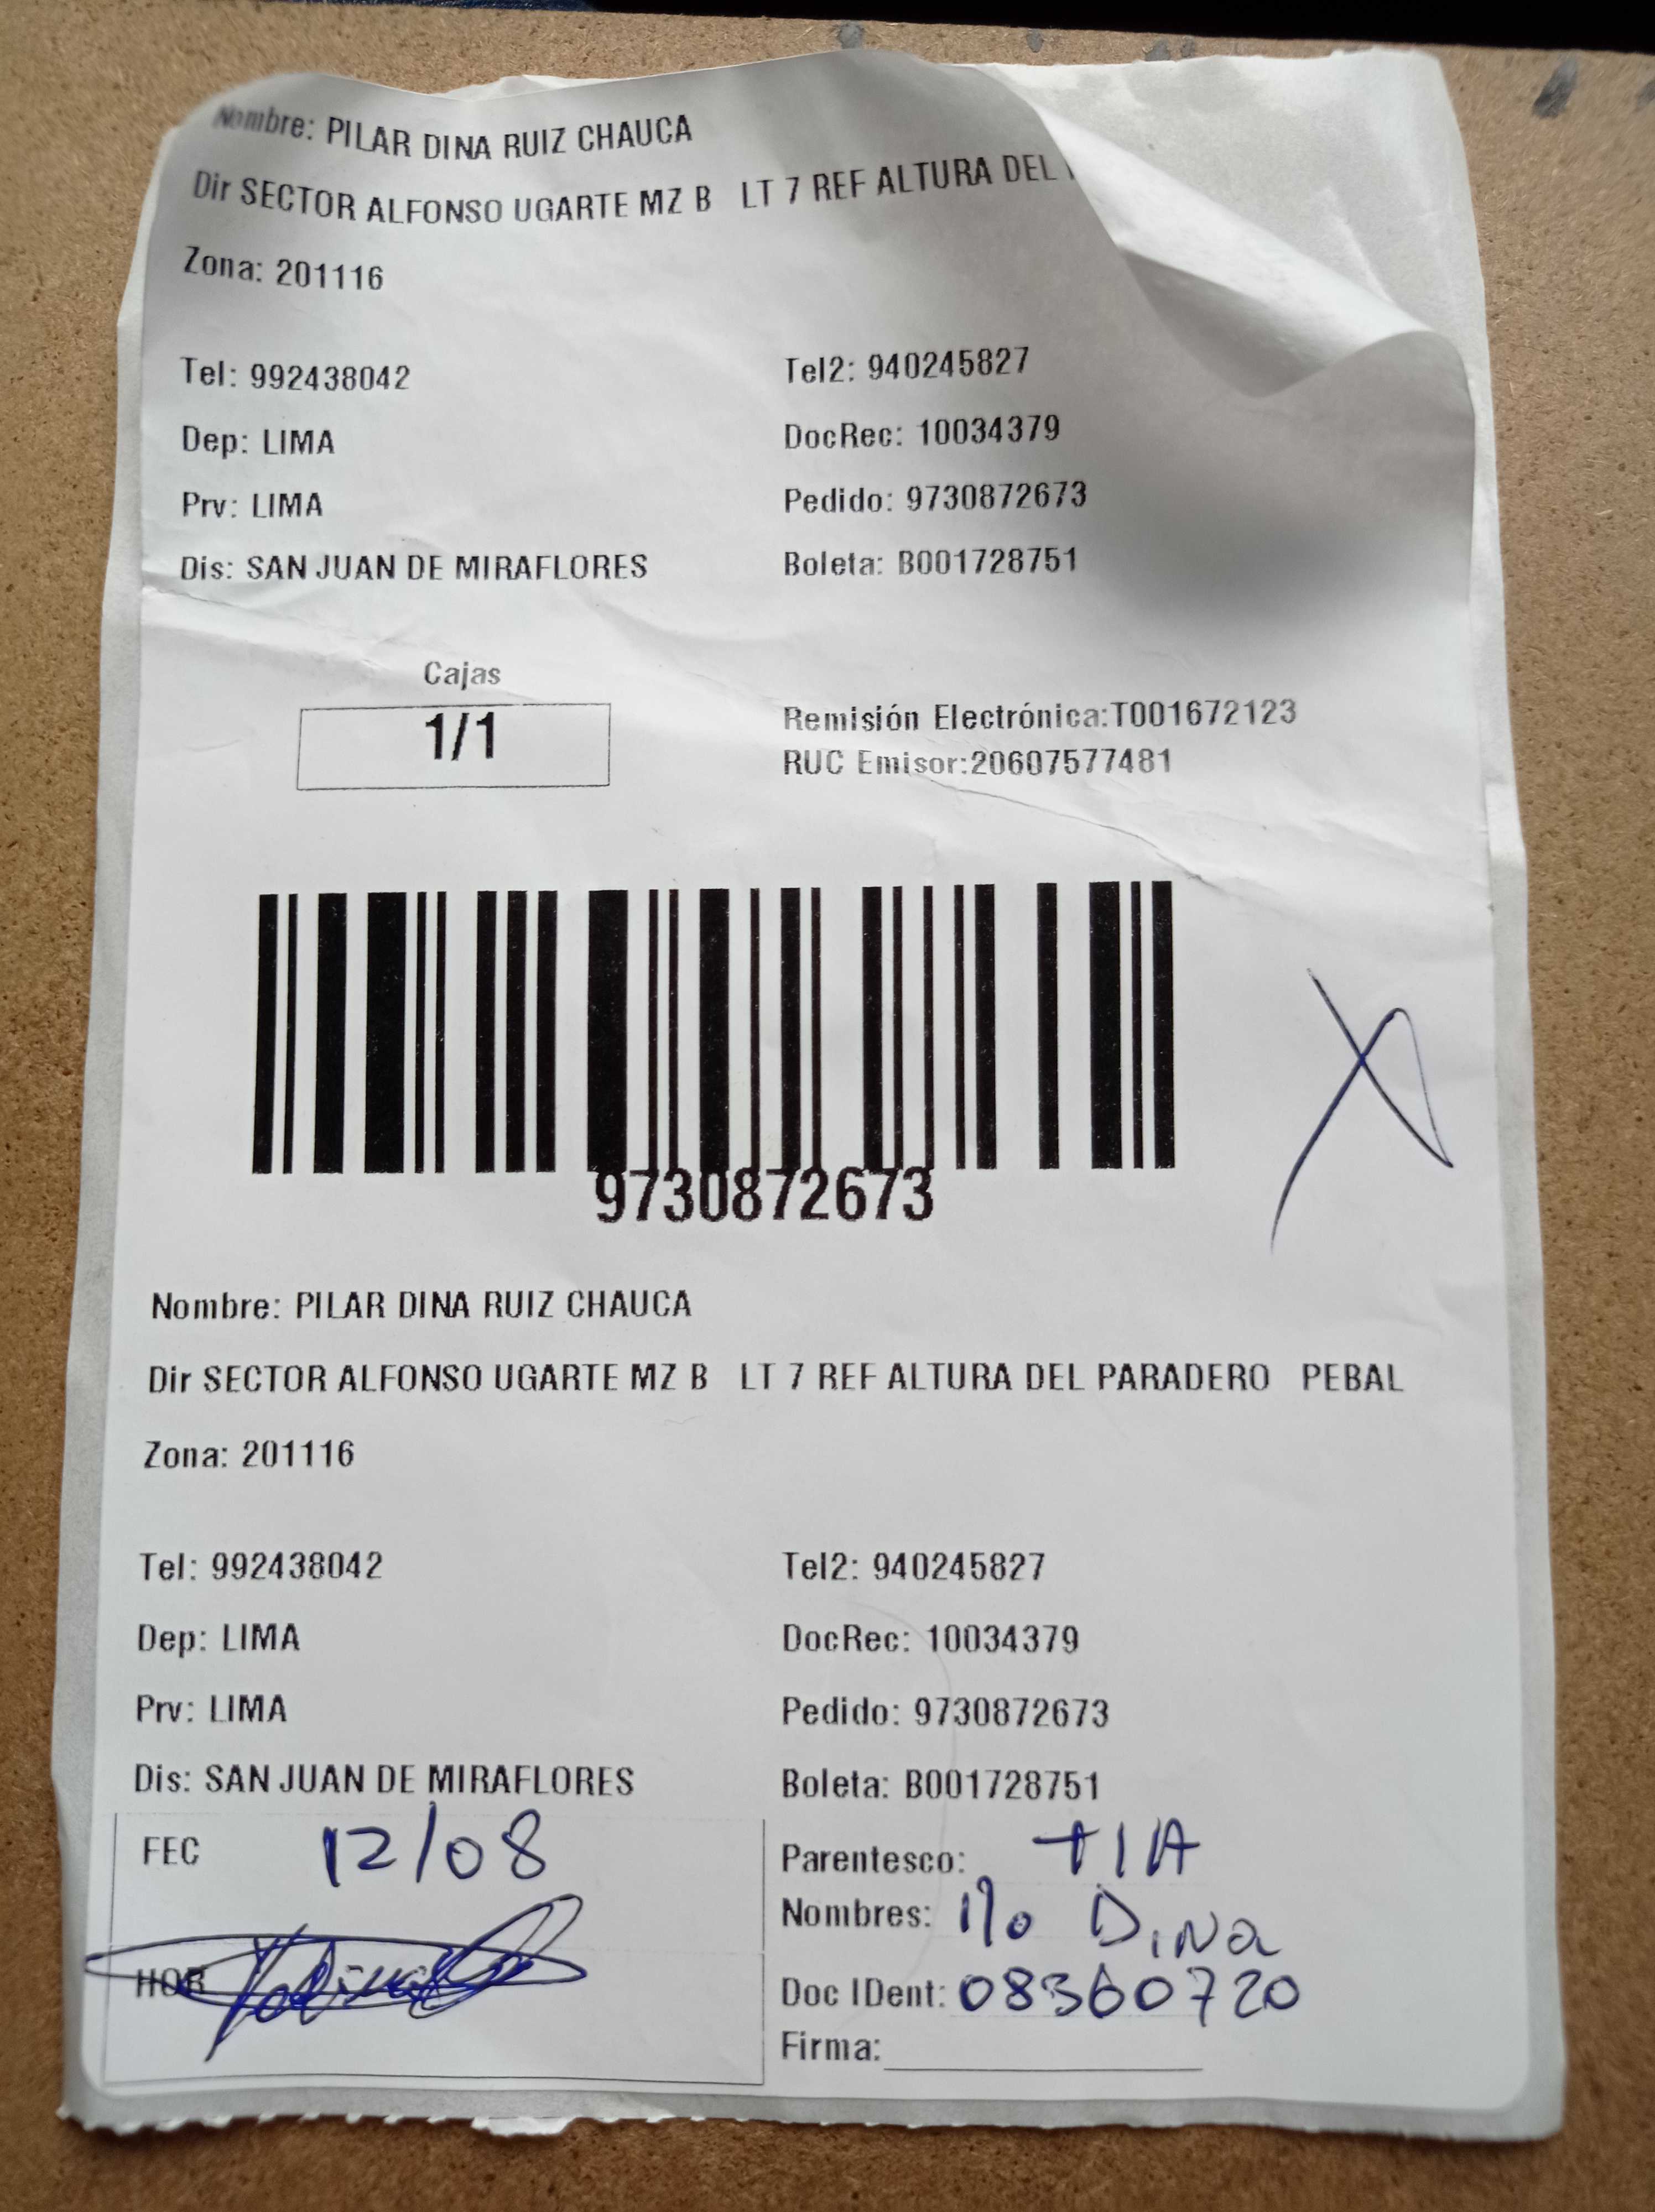 Nombre: PILAR DINA RUIZ CHAUCA
Dir SECTOR ALFONSO UGARTE MZ B LT 7 REF ALTURA DEL
Zona: 201116
Tel: 992438042 Tel2: 940245827
Dep: LIMA DocRec: 10034379
Prv: LIMA Pedido: 9730872673
Dis: SAN JUAN DE MIRAFLORES Boleta: B001728751
Cajas
1/1
Remisión Electrónica:T001672123
RUC Emisor:20607577481
9730872673
Nombre: PILAR DINA RUIZ CHAUCA
Dir SECTOR ALFONSO UGARTE MZ B LT 7 REF ALTURA DEL PARADERO PEBAL
Zona: 201116
Tel: 992438042 Tel2: 940245827
Dep: LIMA DocRec: 10034379
Prv: LIMA Pedido: 9730872673
Dis: SAN JUAN DE MIRAFLORES Boleta: B001728751
FEC 12/08 Parentesco: TIA
Nombres: DiNa
HOR Doc IDent: 08360720
Firma: